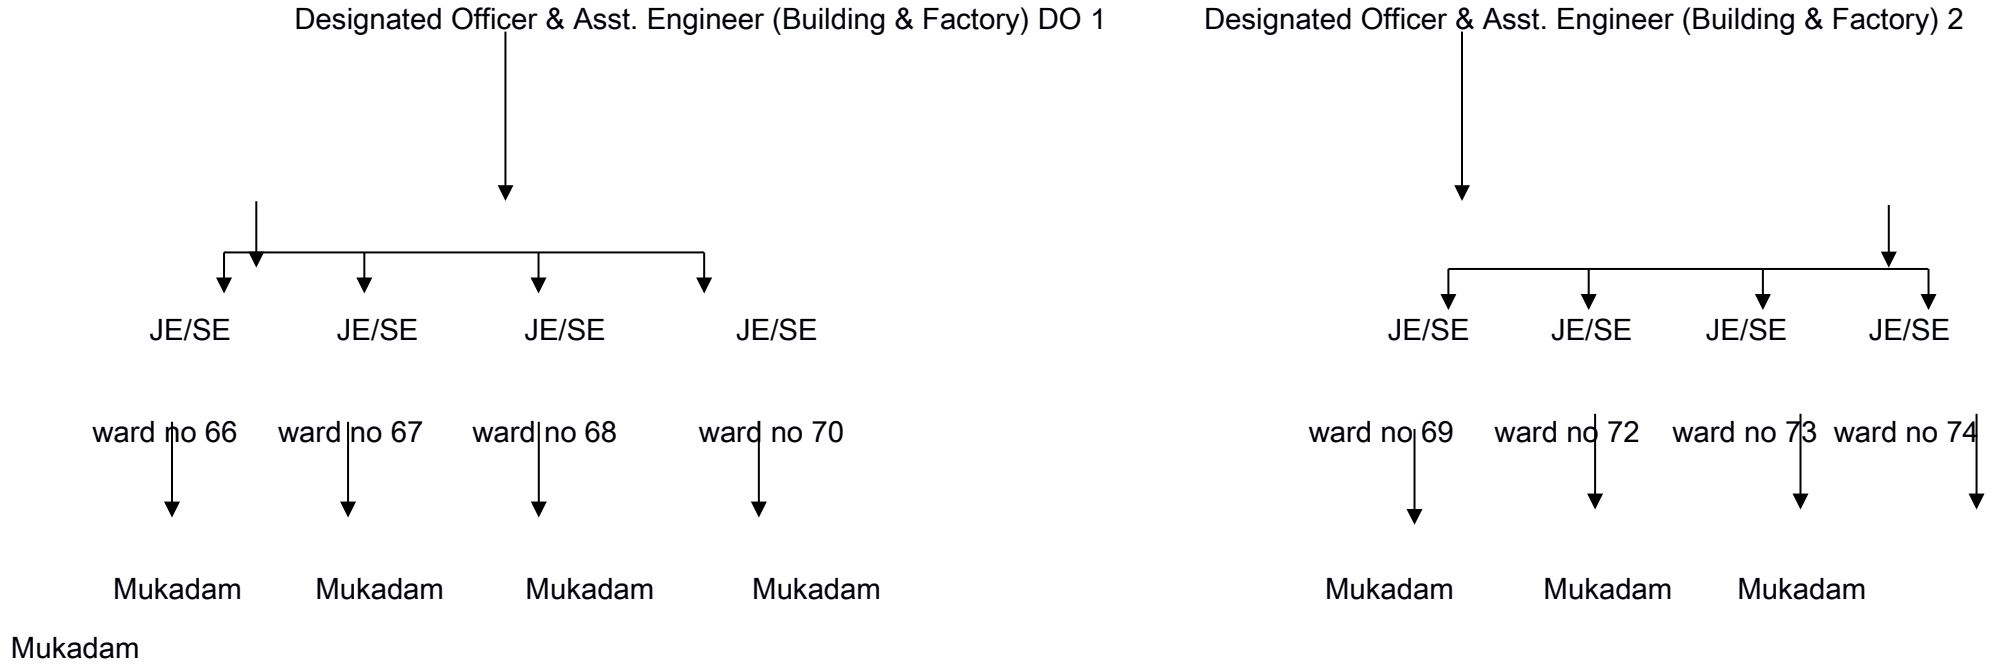 Designated Officer & Asst. Engineer (Building & Factory) DO 1 Designated Officer & Asst. Engineer (Building & Factory) 2
JE/SE JE/SE JE/SE JE/SE JE/SE JE/SE JE/SE JE/SE
ward no 66 ward no 67 ward no 68 ward no 70 ward no 69 ward no 72 ward no 73 ward no 74
Mukadam Mukadam Mukadam Mukadam Mukadam Mukadam Mukadam
Mukadam